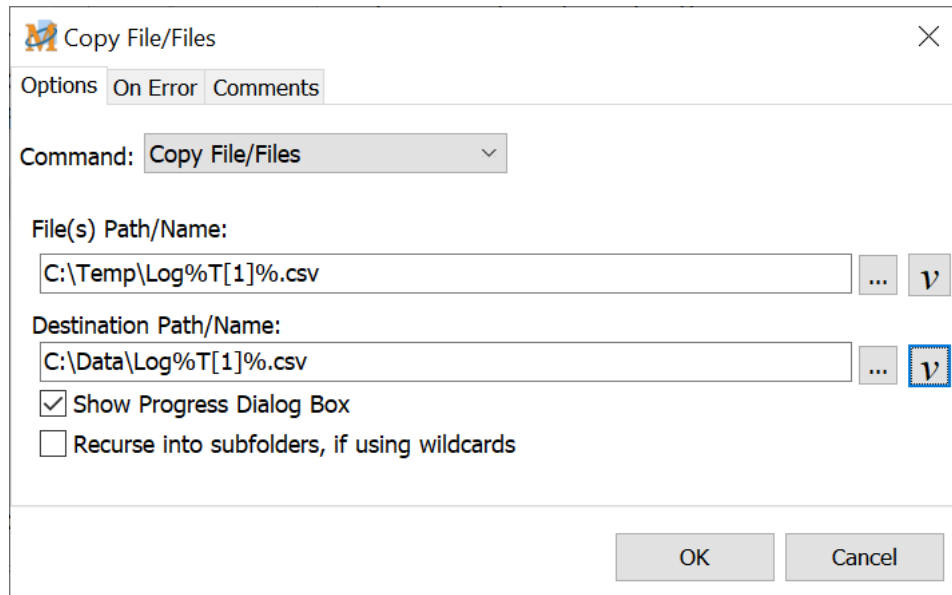 Copy File/Files
Options On Error Comments
Command: Copy File/Files
File(s) Path/Name:
C:\Temp\Log%T[1]%.csv ... v
Destination Path/Name:
C:\Data\Log%T[1]%.csv ... v
Show Progress Dialog Box
Recurse into subfolders, if using wildcards
OK Cancel